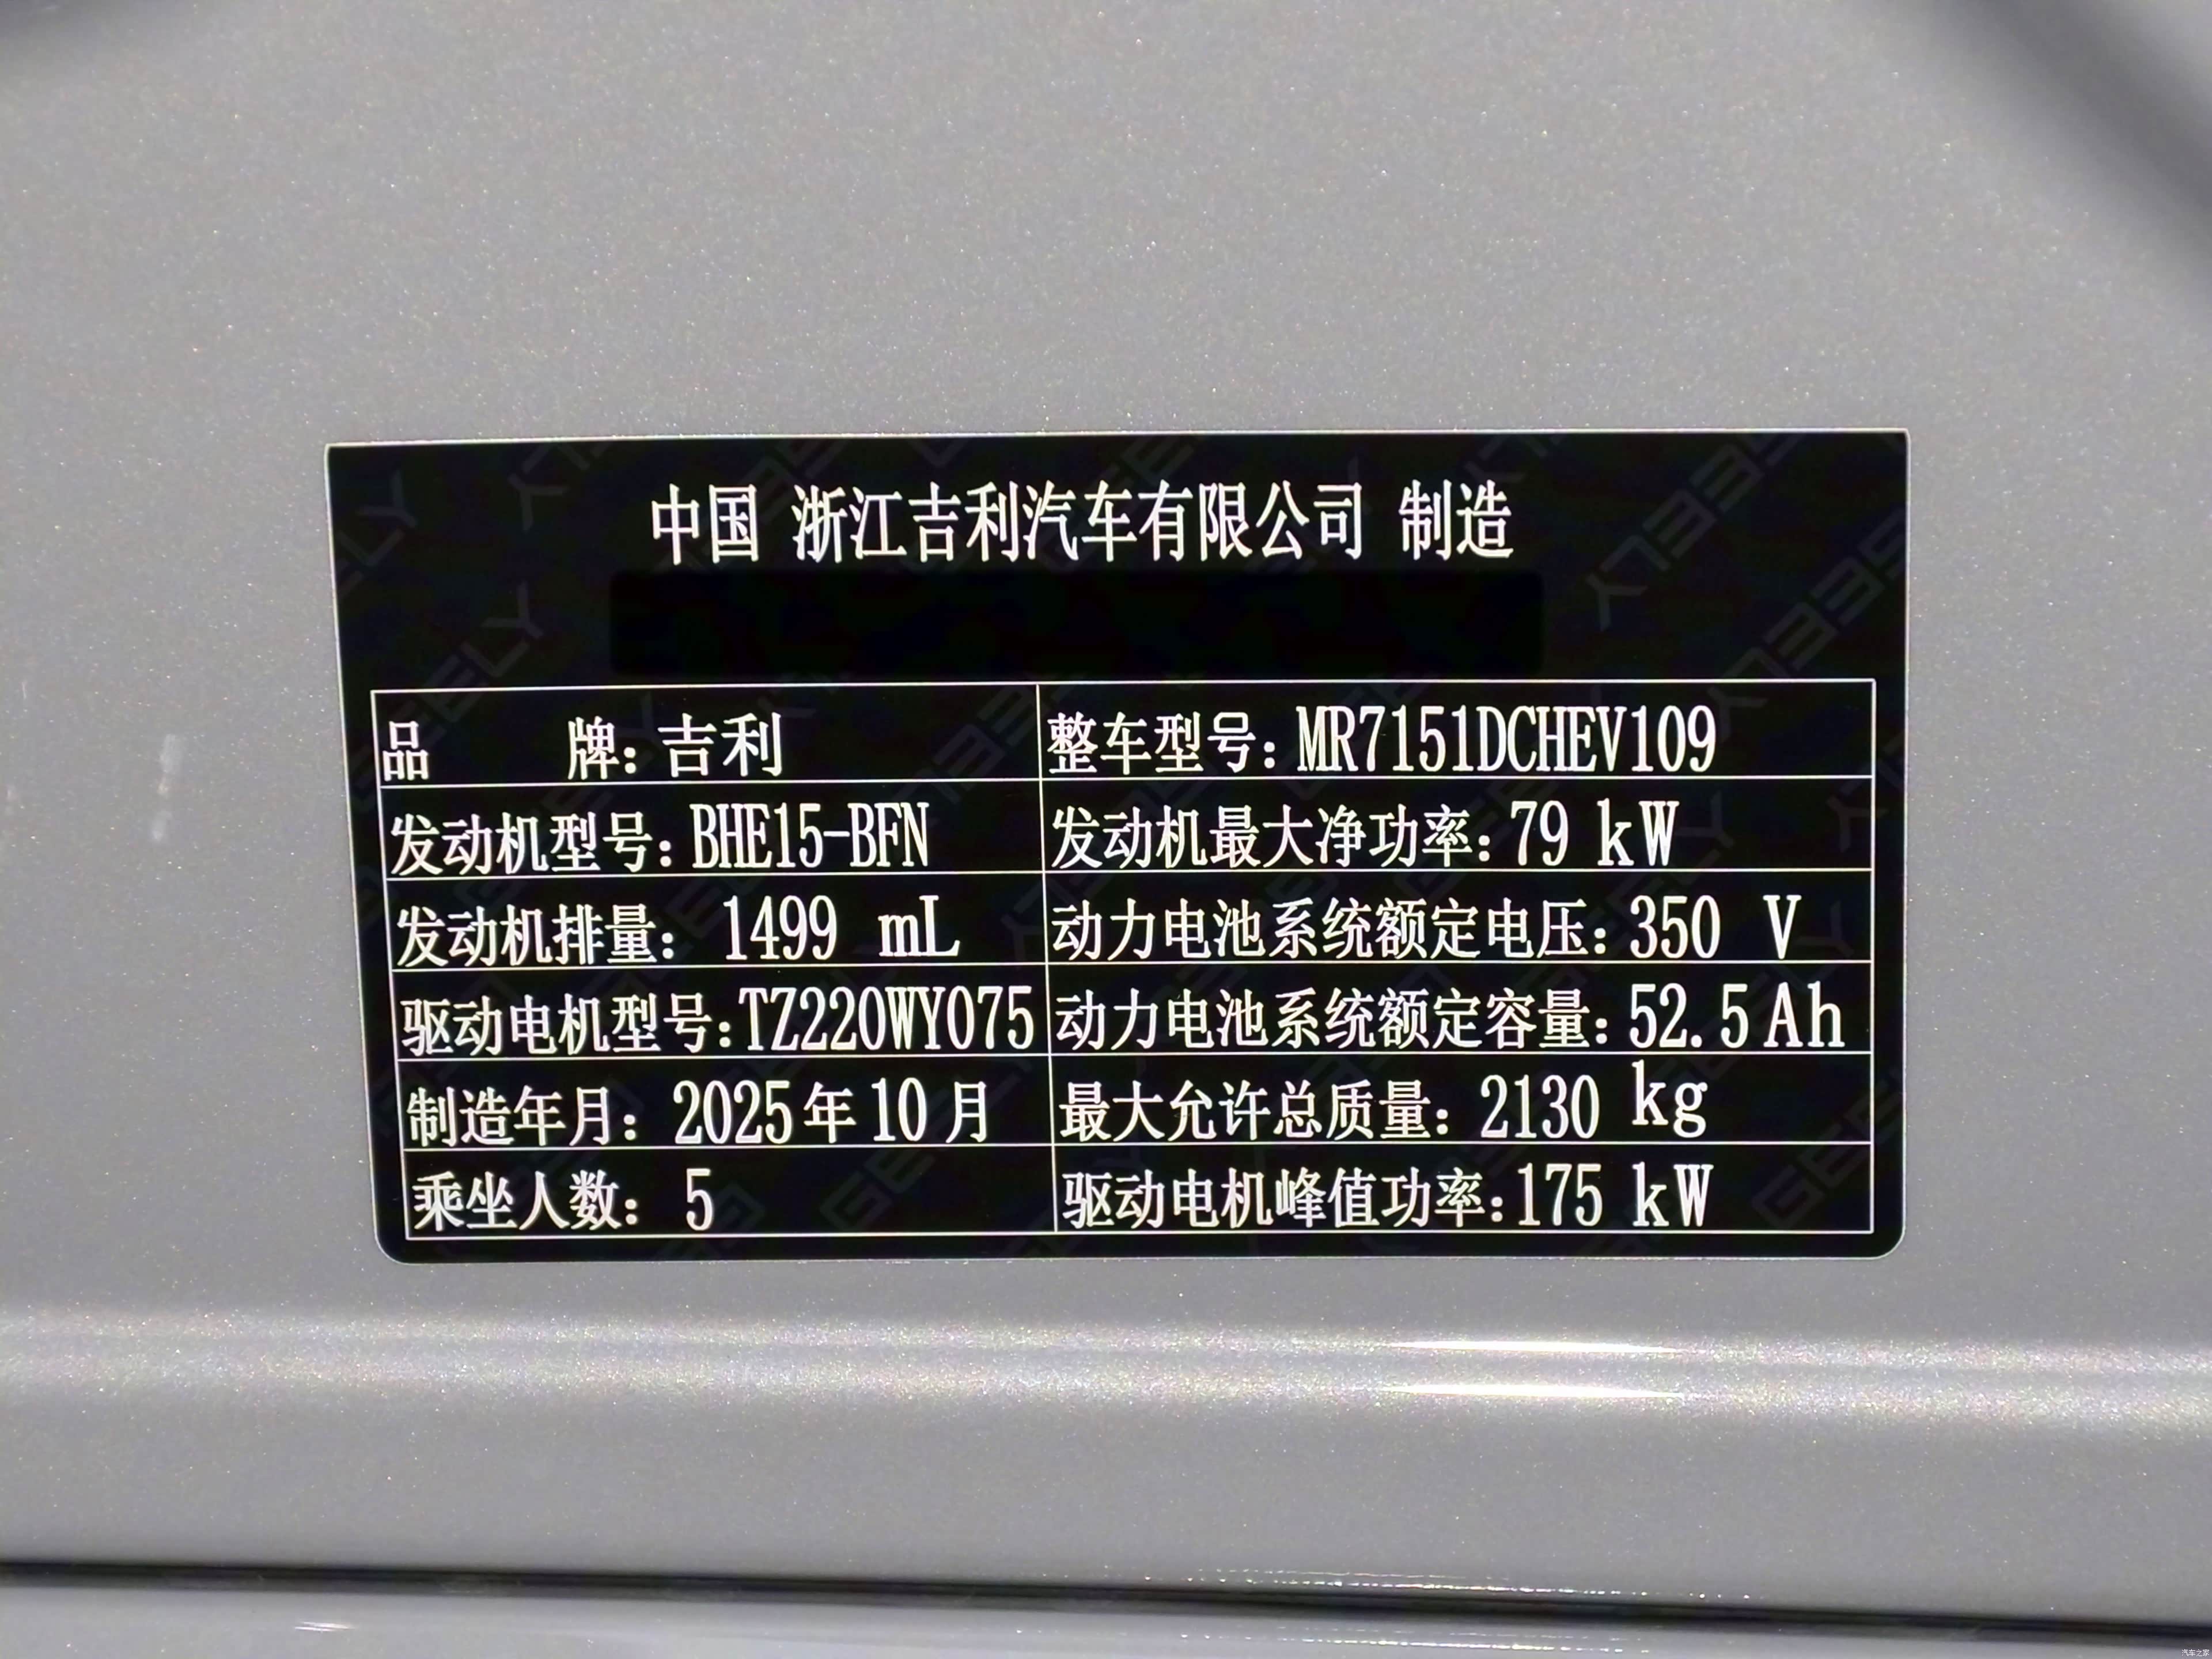 中国 浙江吉利汽车有限公司 制造
品 牌：吉利 整车型号：MR7151DCHEV109
发动机型号：BHE15-BFN 发动机最大净功率：79 kW
发动机排量： 1499 mL 动力电池系统额定电压：350 V
驱动电机型号：TZ220WY075 动力电池系统额定容量：52.5Ah
制造年月： 2025年10月 最大允许总质量： 2130 kg
乘坐人数： 5 驱动电机峰值功率：175 kW
汽车之家